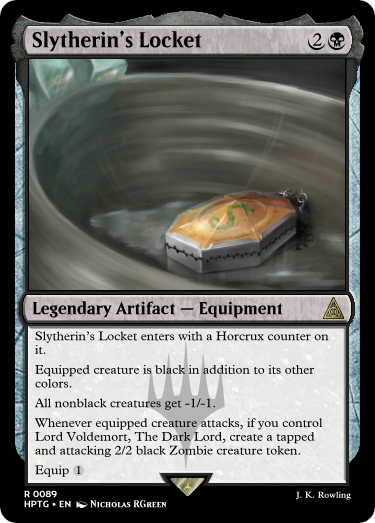 Slytherin's Locket 2
Legendary Artifact — Equipment
Slytherin's Locket enters with a Horcrux counter on
it.
Equipped creature is black in addition to its other
colors.
All nonblack creatures get -1/-1.
Whenever equipped creature attacks, if you control
Lord Voldemort, The Dark Lord, create a tapped
and attacking 2/2 black Zombie creature token.
Equip 1
R 0089
HPTG • EN Nicholas RGreen
J. K. Rowling